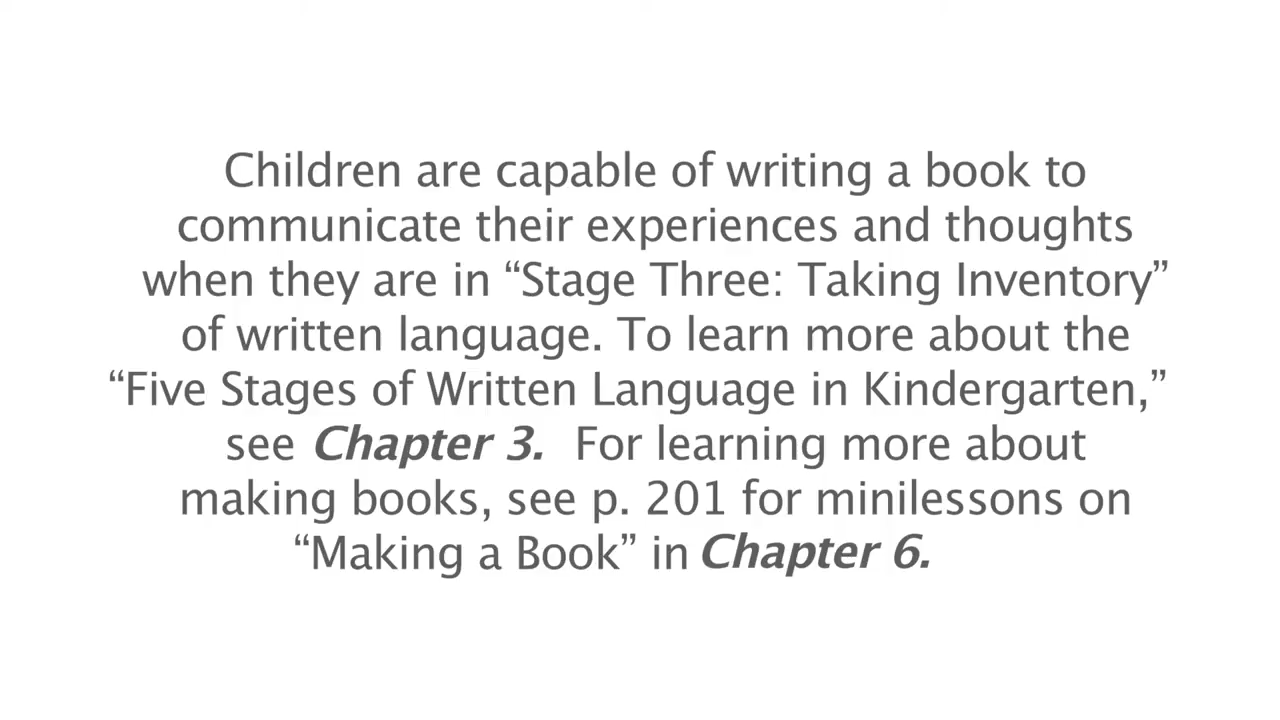 Children are capable of writing a book to
communicate their experiences and thoughts
when they are in “Stage Three: Taking Inventory”
of written language. To learn more about the
“Five Stages of Written Language in Kindergarten,”
see Chapter 3. For learning more about
making books, see p. 201 for minilessons on
“Making a Book” in Chapter 6.